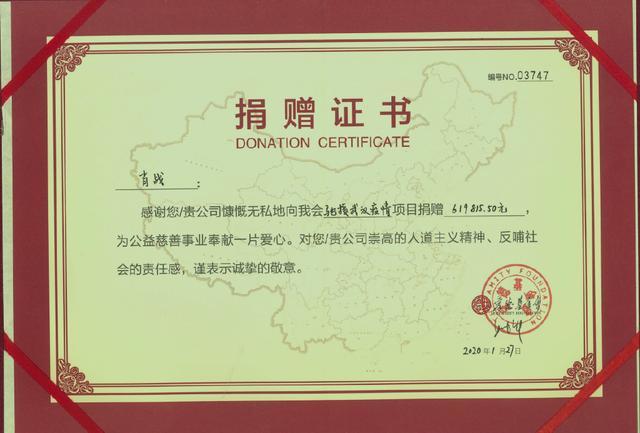 编号NO.03747
捐赠证书
DONATION CERTIFICATE
肖战：
感谢您/贵公司慷慨无私地向我会驰援武汉疫情项目捐赠 619815.50元，
为公益慈善事业奉献一片爱心。对您/贵公司崇高的人道主义精神、反哺社
会的责任感，谨表示诚挚的敬意。
AMITY FOUNDATION
2020年1月27日